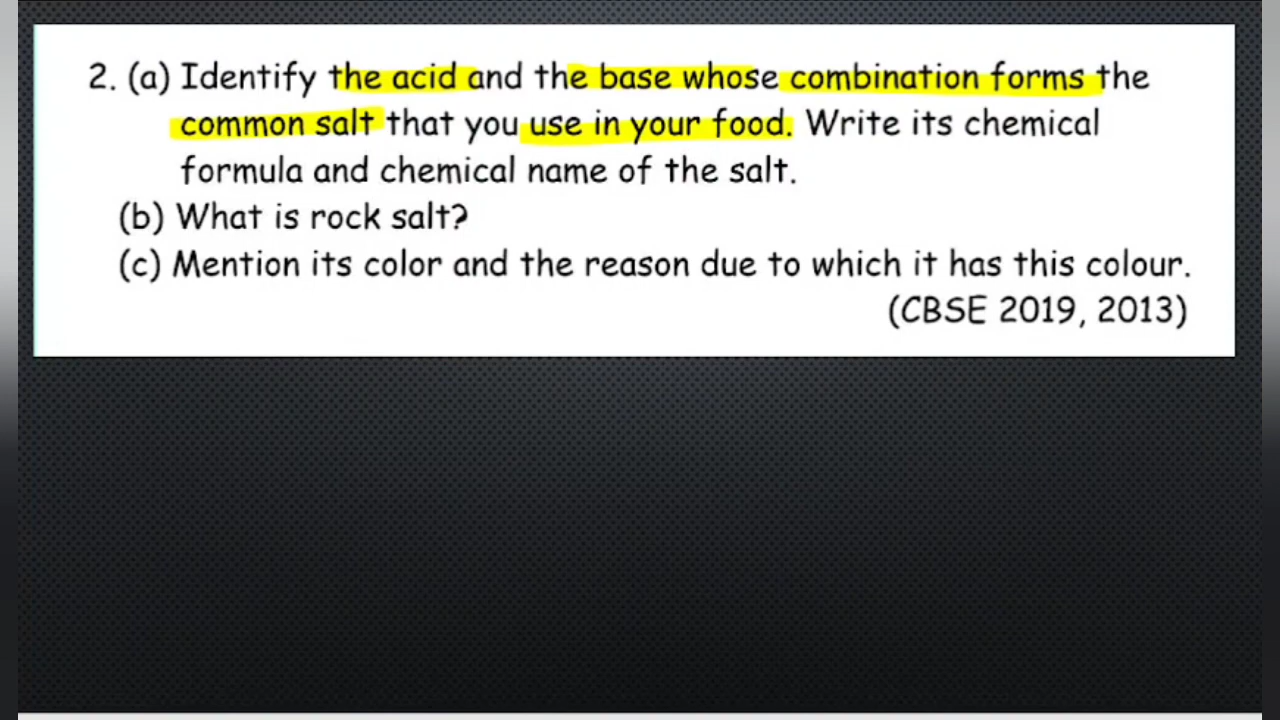 2. (a) Identify the acid and the base whose combination forms the
common salt that you use in your food. Write its chemical
formula and chemical name of the salt.
(b) What is rock salt?
(c) Mention its color and the reason due to which it has this colour.
(CBSE 2019, 2013)